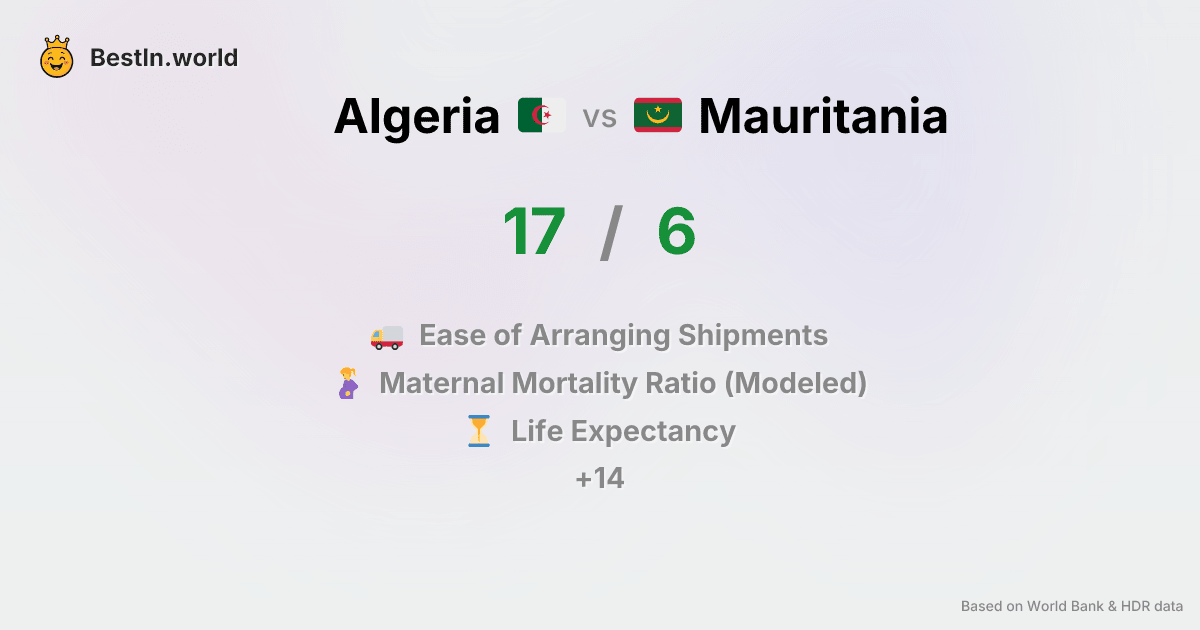 BestIn.world
Algeria vs Mauritania
17 / 6
Ease of Arranging Shipments
Maternal Mortality Ratio (Modeled)
Life Expectancy
+14
Based on World Bank & HDR data